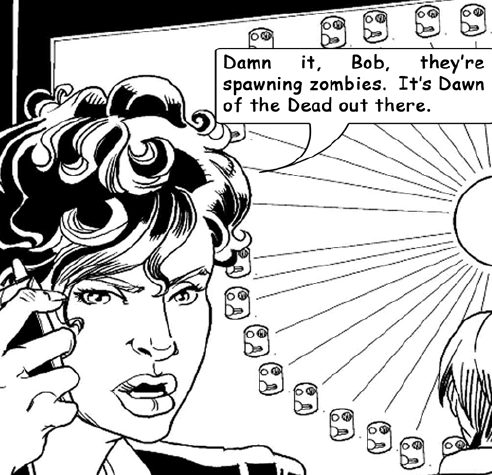 Damn it, Bob, they're
spawning zombies. It's Dawn
of the Dead out there.